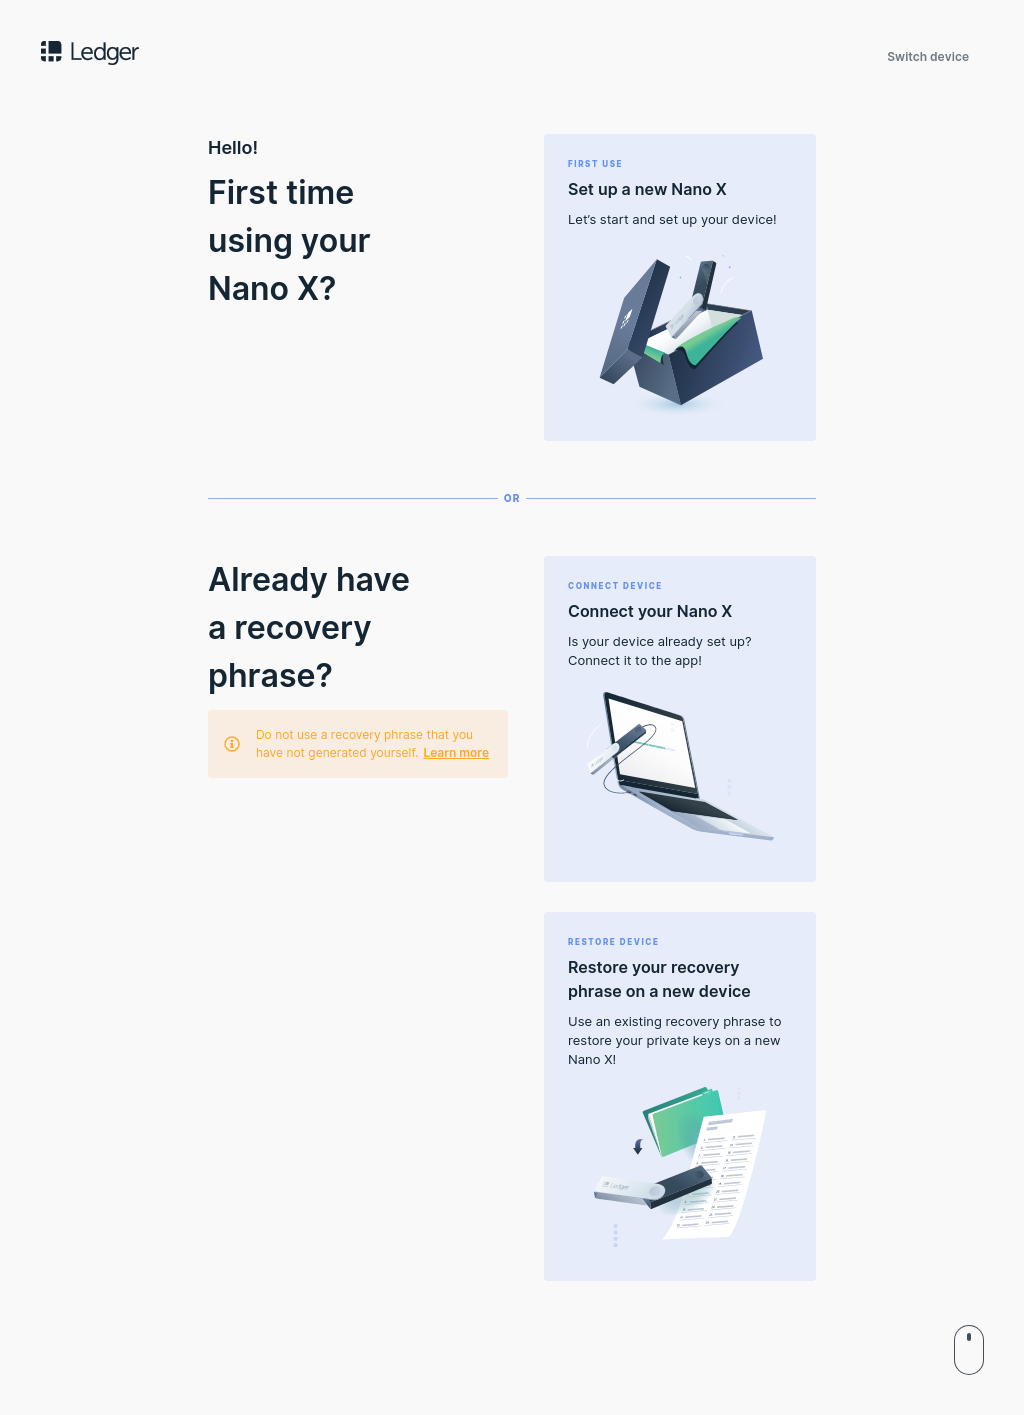 Ledger
Switch device
Hello!
First time
using your
Nano X?
FIRST USE
Set up a new Nano X
Let’s start and set up your device!
OR
Already have
a recovery
phrase?
Do not use a recovery phrase that you
have not generated yourself. Learn more
CONNECT DEVICE
Connect your Nano X
Is your device already set up?
Connect it to the app!
RESTORE DEVICE
Restore your recovery
phrase on a new device
Use an existing recovery phrase to
restore your private keys on a new
Nano X!
Ledger